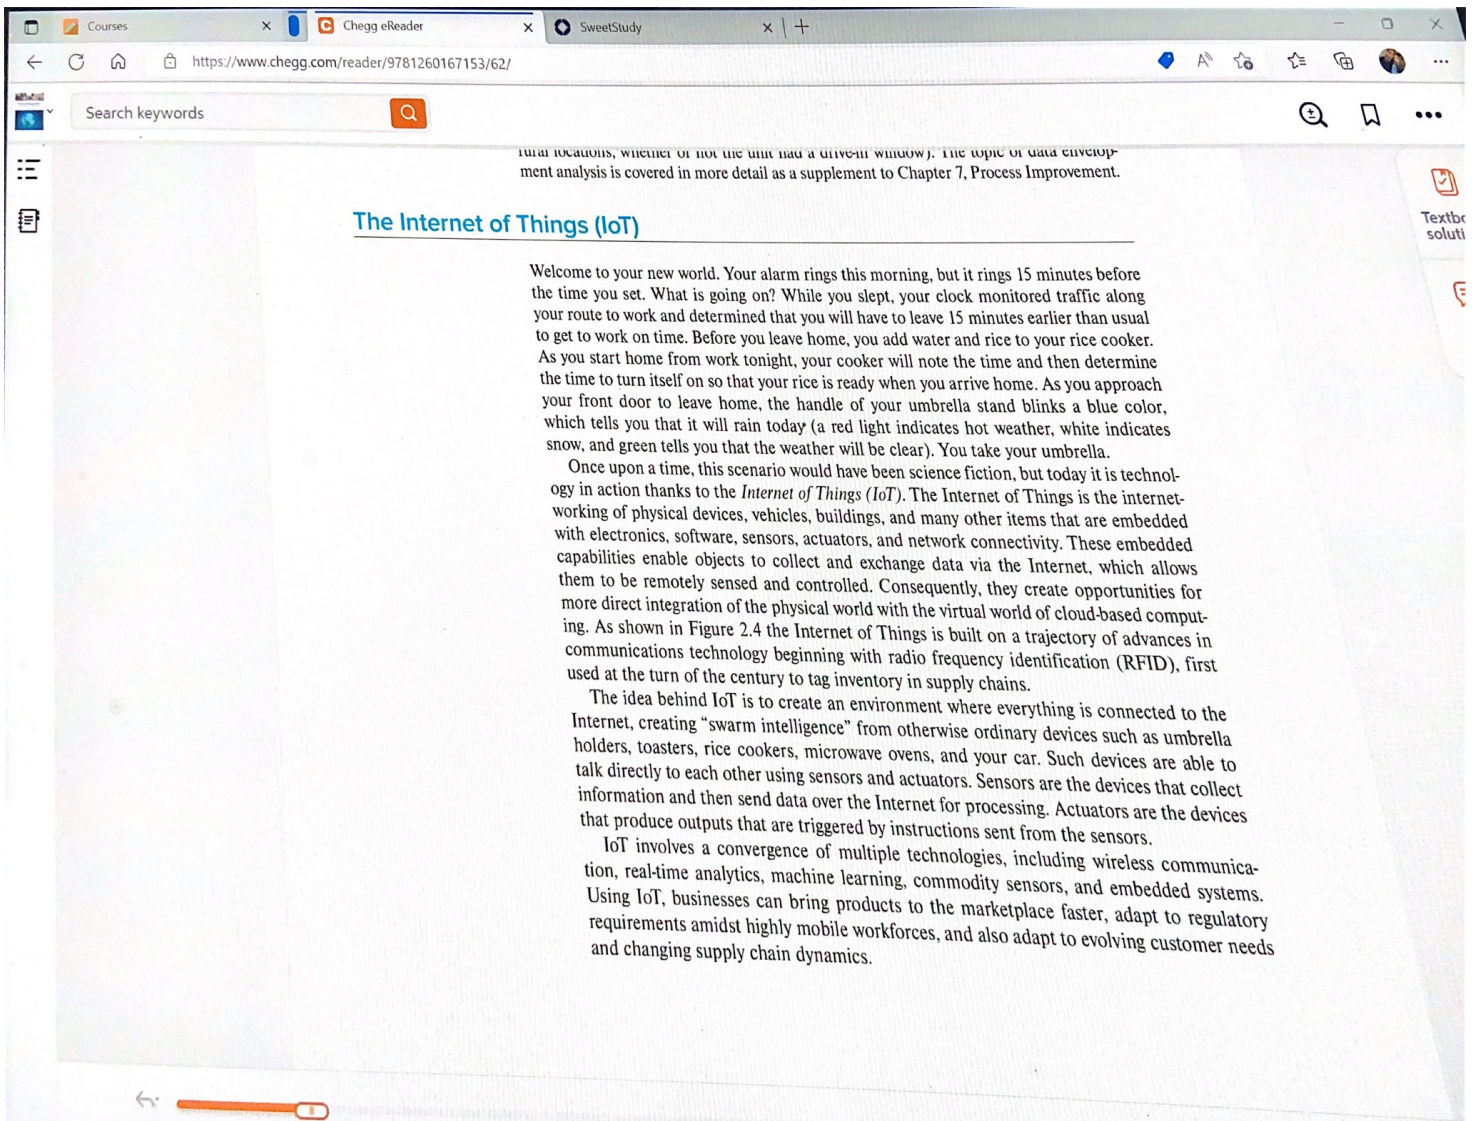 Courses
Chegg eReader
SweetStudy
https://www.chegg.com/reader/9781260167153/62/
Search keywords
rural locations, whether or not the unit had a drive-in window). The topic of data envelop-
ment analysis is covered in more detail as a supplement to Chapter 7, Process Improvement.
Textbo
soluti
The Internet of Things (IoT)
Welcome to your new world. Your alarm rings this morning, but it rings 15 minutes before
the time you set. What is going on? While you slept, your clock monitored traffic along
your route to work and determined that you will have to leave 15 minutes earlier than usual
to get to work on time. Before you leave home, you add water and rice to your rice cooker.
As you start home from work tonight, your cooker will note the time and then determine
the time to turn itself on so that your rice is ready when you arrive home. As you approach
your front door to leave home, the handle of your umbrella stand blinks a blue color,
which tells you that it will rain today (a red light indicates hot weather, white indicates
snow, and green tells you that the weather will be clear). You take your umbrella.
Once upon a time, this scenario would have been science fiction, but today it is technol-
ogy in action thanks to the Internet of Things (IoT). The Internet of Things is the internet-
working of physical devices, vehicles, buildings, and many other items that are embedded
with electronics, software, sensors, actuators, and network connectivity. These embedded
capabilities enable objects to collect and exchange data via the Internet, which allows
them to be remotely sensed and controlled. Consequently, they create opportunities for
more direct integration of the physical world with the virtual world of cloud-based comput-
ing. As shown in Figure 2.4 the Internet of Things is built on a trajectory of advances in
communications technology beginning with radio frequency identification (RFID), first
used at the turn of the century to tag inventory in supply chains.
The idea behind IoT is to create an environment where everything is connected to the
Internet, creating “swarm intelligence” from otherwise ordinary devices such as umbrella
holders, toasters, rice cookers, microwave ovens, and your car. Such devices are able to
talk directly to each other using sensors and actuators. Sensors are the devices that collect
information and then send data over the Internet for processing. Actuators are the devices
that produce outputs that are triggered by instructions sent from the sensors.
IoT involves a convergence of multiple technologies, including wireless communica-
tion, real-time analytics, machine learning, commodity sensors, and embedded systems.
Using IoT, businesses can bring products to the marketplace faster, adapt to regulatory
requirements amidst highly mobile workforces, and also adapt to evolving customer needs
and changing supply chain dynamics.